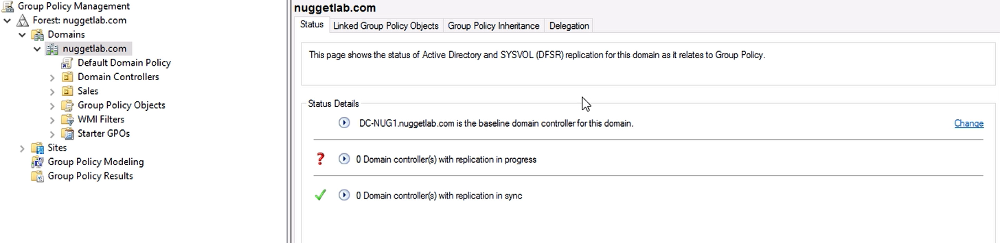 Group Policy Management
Forest: nuggetlab.com
Domains
nuggetlab.com
Default Domain Policy
Domain Controllers
Sales
Group Policy Objects
WMI Filters
Starter GPOs
Sites
Group Policy Modeling
Group Policy Results
nuggetlab.com
Status Linked Group Policy Objects Group Policy Inheritance Delegation
This page shows the status of Active Directory and SYSVOL (DFSR) replication for this domain as it relates to Group Policy.
Status Details
DC-NUG1.nuggetlab.com is the baseline domain controller for this domain. Change
? 0 Domain controller(s) with replication in progress
0 Domain controller(s) with replication in sync